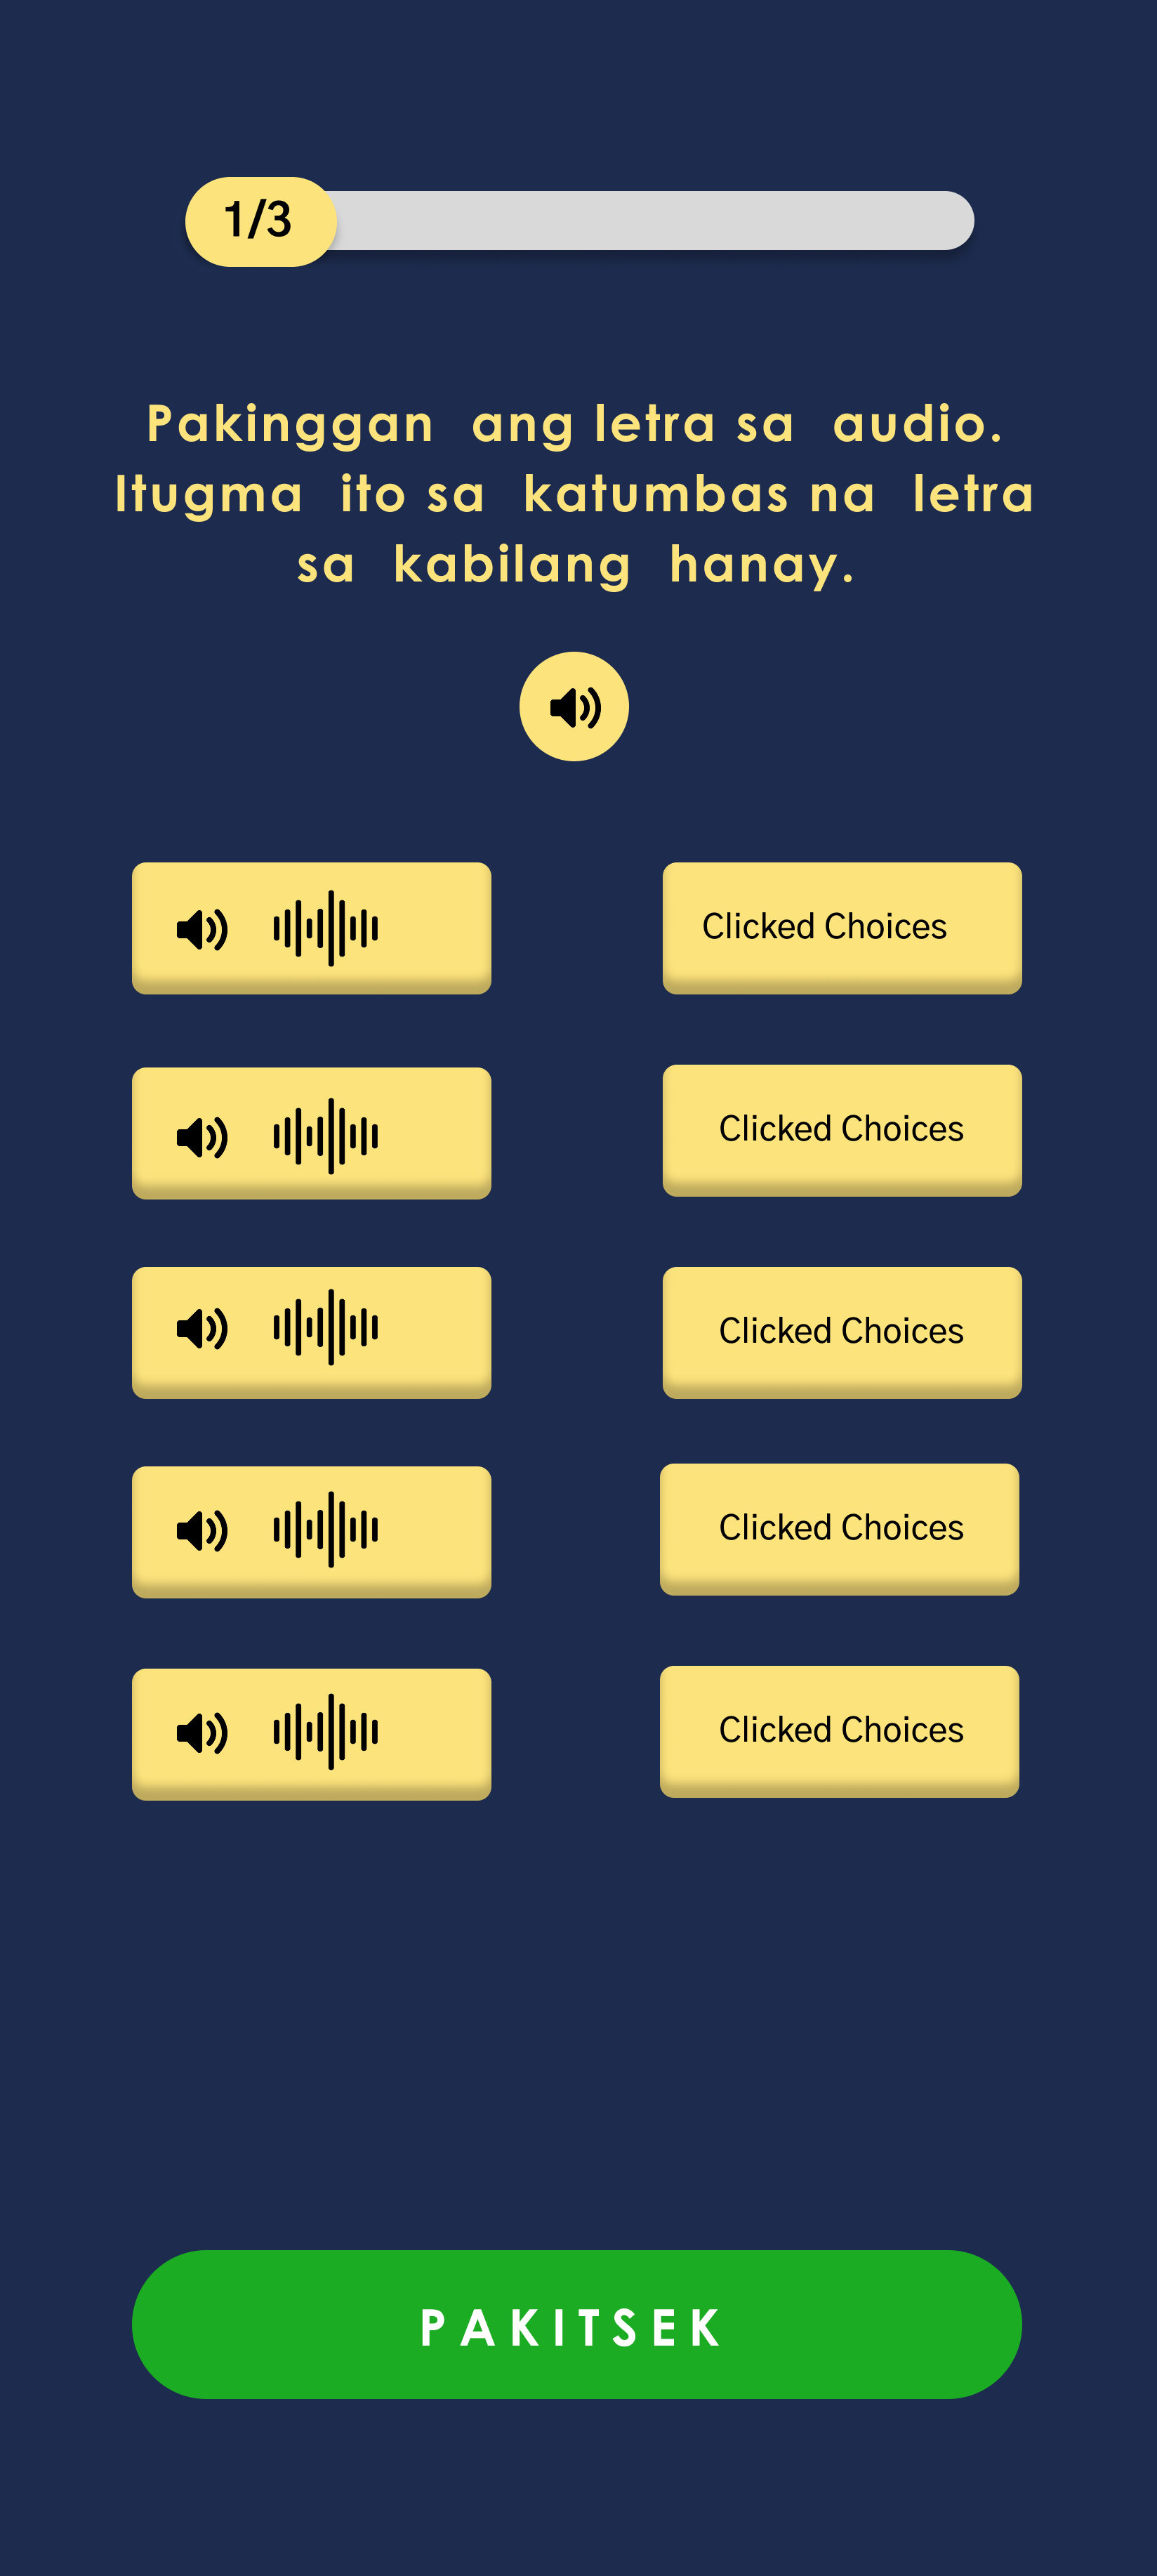 1/3
Pakinggan ang letra sa audio.
Itugma ito sa katumbas na letra
sa kabilang hanay.
Clicked Choices
Clicked Choices
Clicked Choices
Clicked Choices
Clicked Choices
PAKITSEK